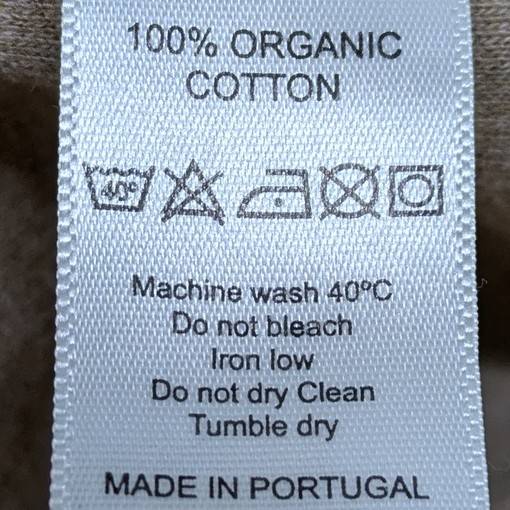 100% ORGANIC
COTTON
40°
Machine wash 40ºC
Do not bleach
Iron low
Do not dry Clean
Tumble dry
MADE IN PORTUGAL